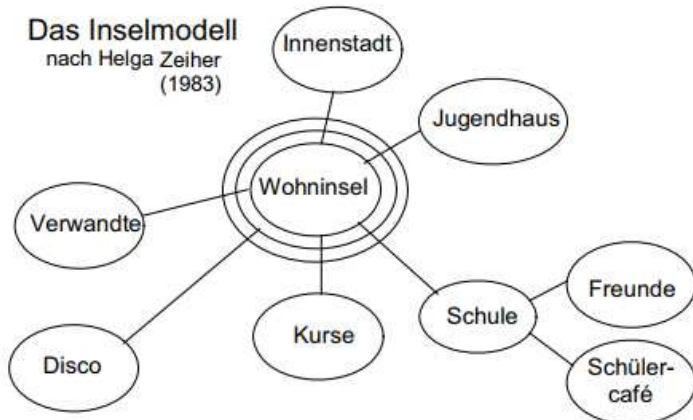 Das Inselmodell
nach Helga Zeiher
(1983)
Innenstadt
Jugendhaus
Wohninsel
Verwandte
Freunde
Schule
Kurse
Disco
Schüler-
café